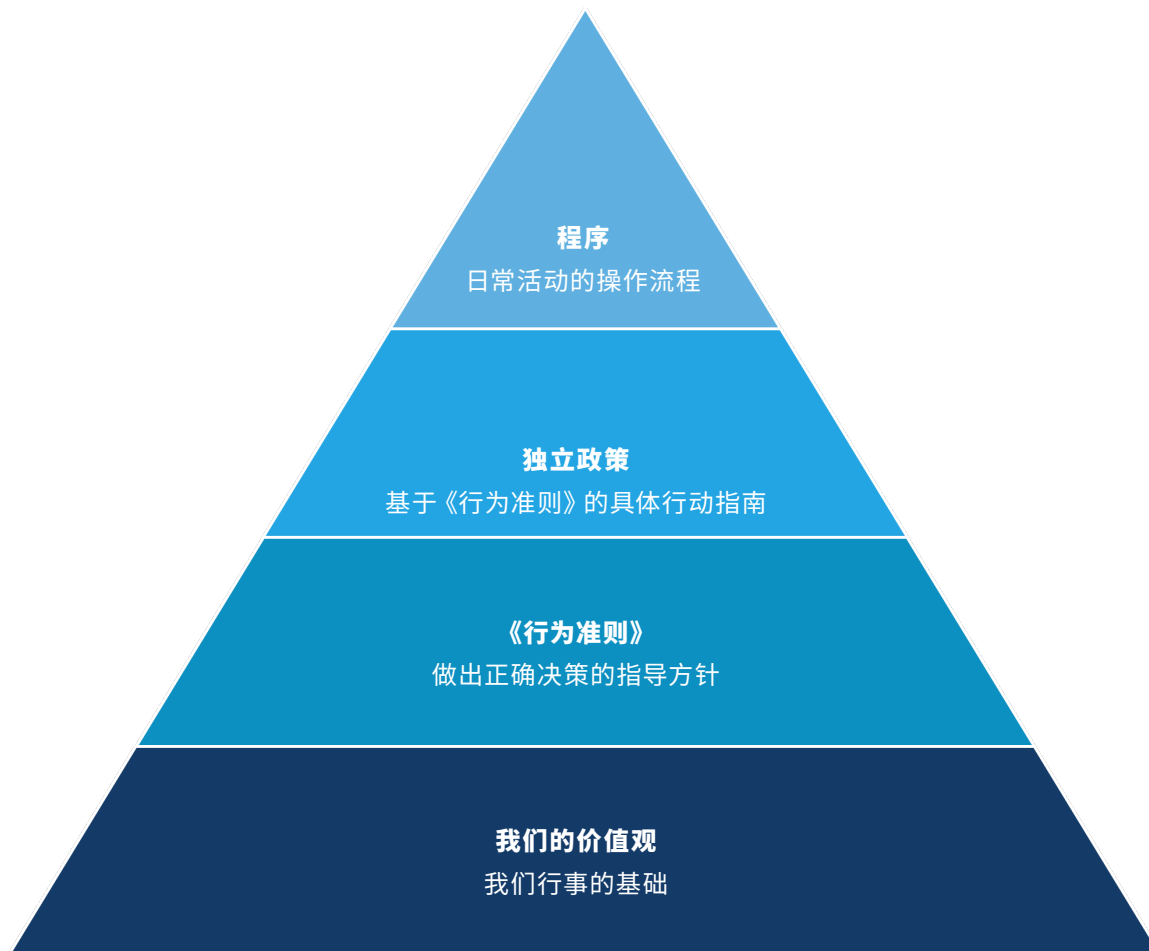 程序
日常活动的操作流程
独立政策
基于《行为准则》的具体行动指南
《行为准则》
做出正确决策的指导方针
我们的价值观
我们行事的基础